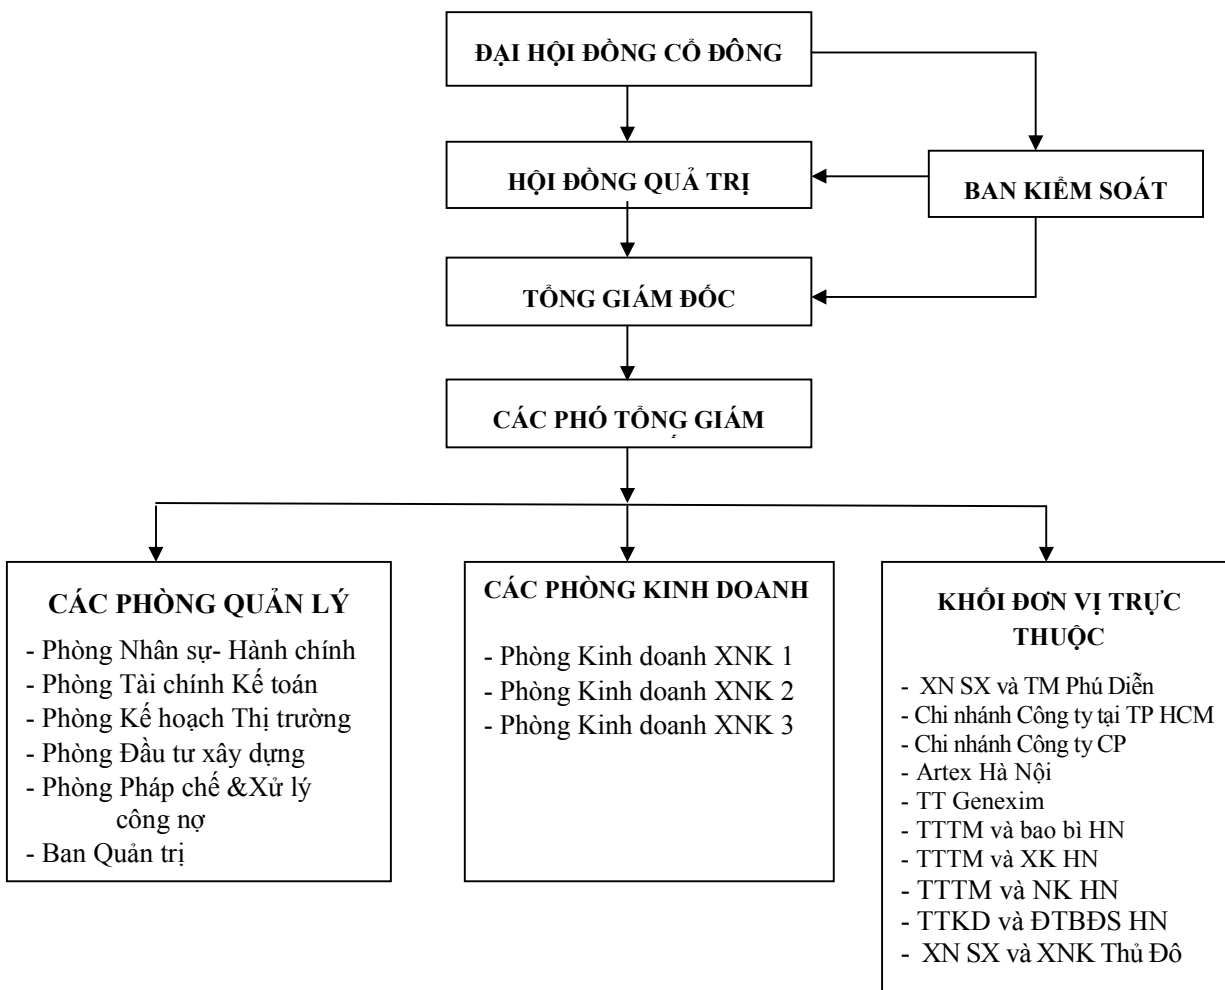 ĐẠI HỘI ĐỒNG CỔ ĐÔNG
HỘI ĐỒNG QUẢ TRỊ
BAN KIỂM SOÁT
TỔNG GIÁM ĐỐC
CÁC PHÓ TỔNG GIÁM
CÁC PHÒNG QUẢN LÝ
- Phòng Nhân sự- Hành chính
- Phòng Tài chính Kế toán
- Phòng Kế hoạch Thị trường
- Phòng Đầu tư xây dựng
- Phòng Pháp chế &Xử lý
công nợ
- Ban Quản trị
CÁC PHÒNG KINH DOANH
- Phòng Kinh doanh XNK 1
- Phòng Kinh doanh XNK 2
- Phòng Kinh doanh XNK 3
KHỐI ĐƠN VỊ TRỰC
THUỘC
- XN SX và TM Phú Diễn
- Chi nhánh Công ty tại TP HCM
- Chi nhánh Công ty CP
- Artex Hà Nội
- TT Genexim
- TTTM và bao bì HN
- TTTM và XK HN
- TTTM và NK HN
- TTKD và ĐTBĐS HN
- XN SX và XNK Thủ Đô